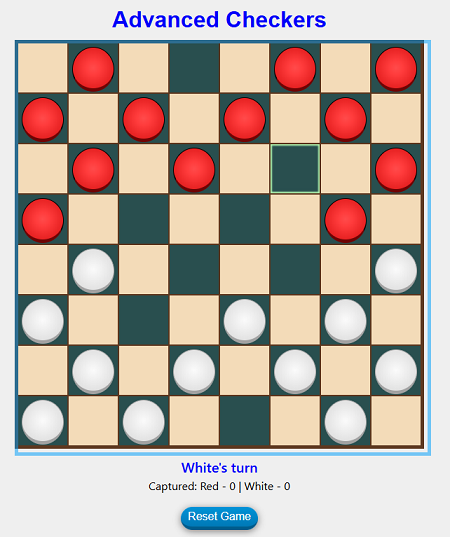 Advanced Checkers
White's turn
Captured: Red - 0 | White - 0
Reset Game